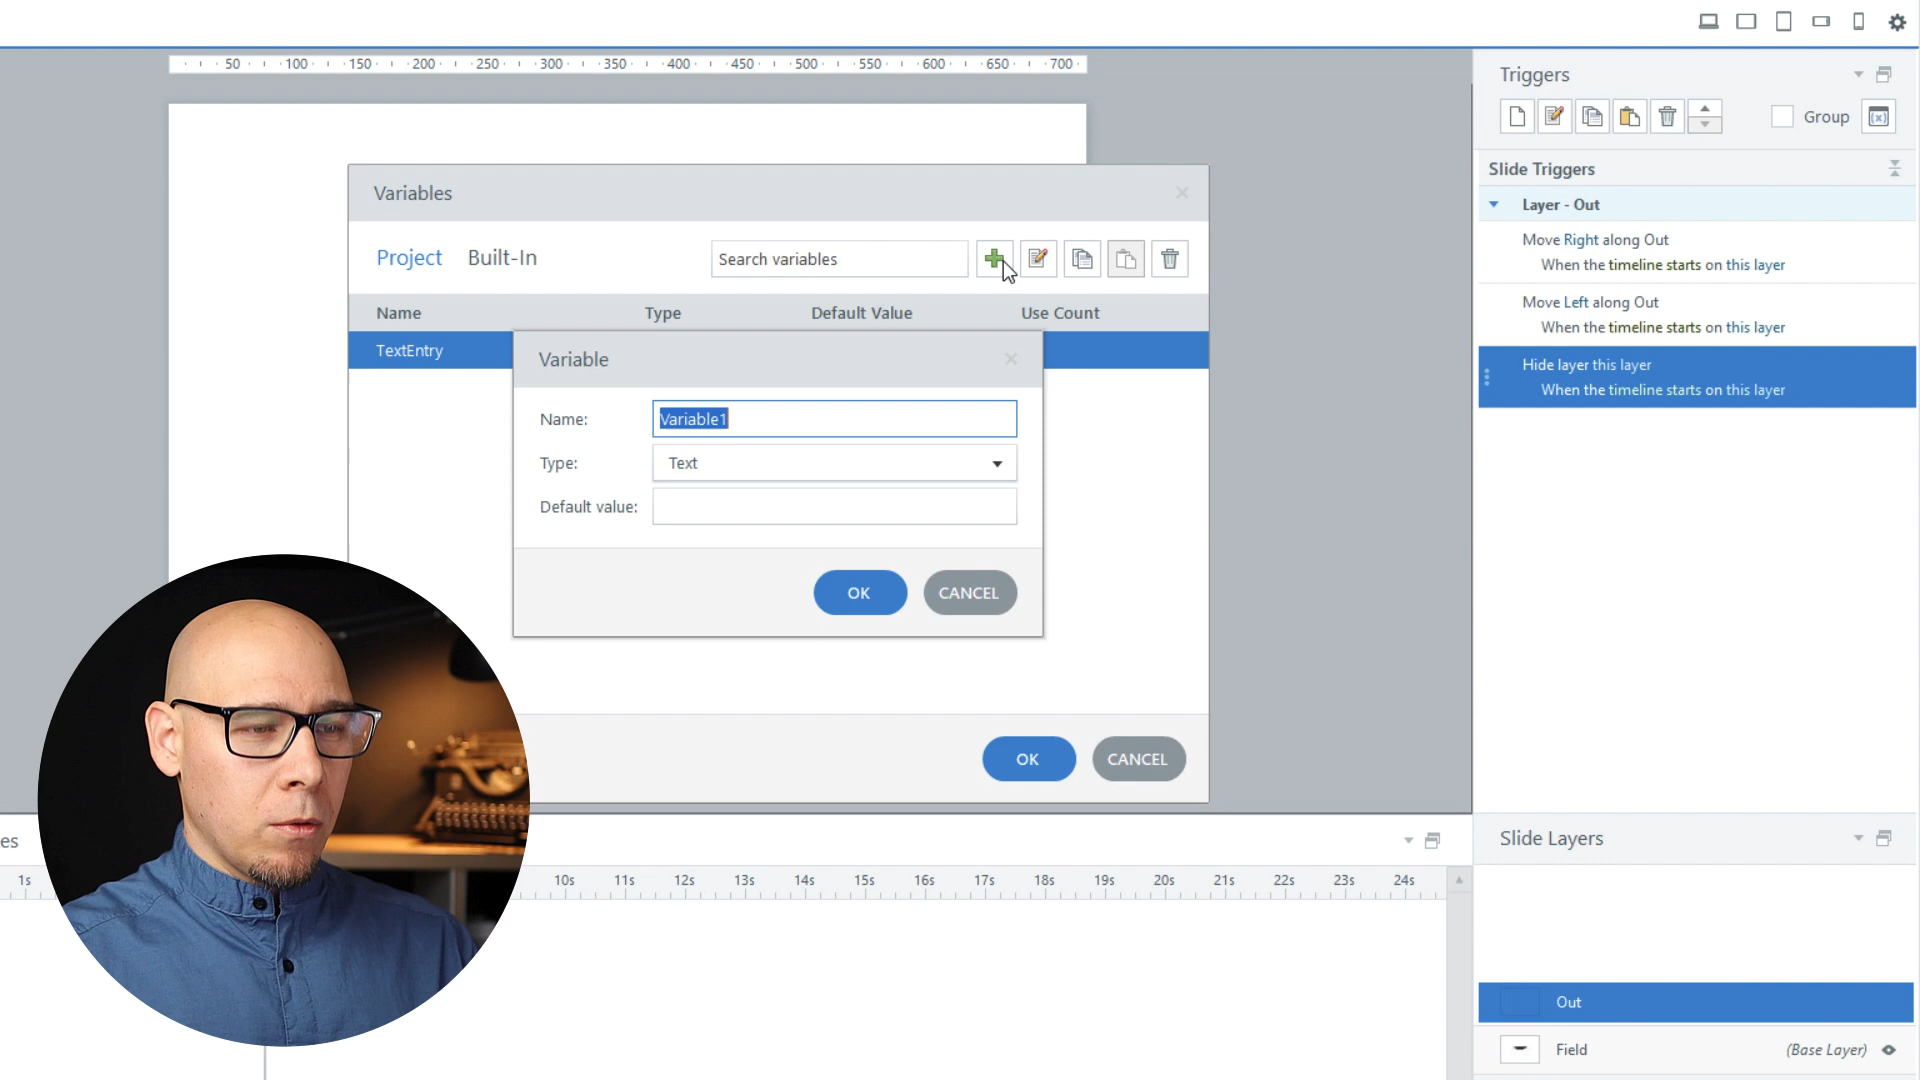 50 100 150 200 250 300 350 400 450 500 550 600 650 700
Triggers
Group
(x)
Slide Triggers
Layer - Out
Move Right along Out
When the timeline starts on this layer
Move Left along Out
When the timeline starts on this layer
Hide layer this layer
When the timeline starts on this layer
Variables
Project Built-In Search variables
Name Type Default Value Use Count
TextEntry
Variable
Name: Variable1
Type: Text
Default value:
OK CANCEL
OK CANCEL
es
1s 10s 11s 12s 13s 14s 15s 16s 17s 18s 19s 20s 21s 22s 23s 24s
Slide Layers
Out
Field (Base Layer)